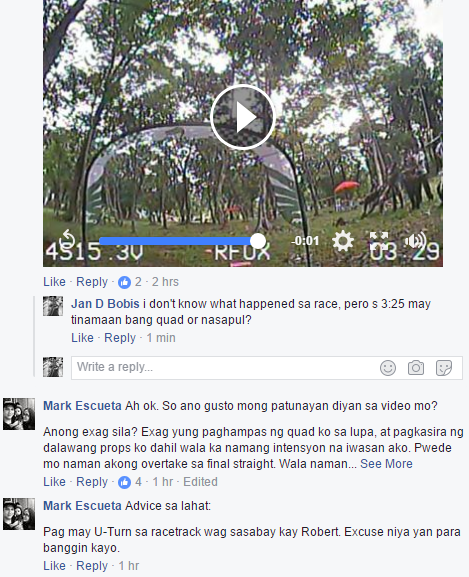 -0:01
4S15.3V -RFOX 03:29
Like · Reply · 2 · 2 hrs
Jan D Bobis i don't know what happened sa race, pero s 3:25 may
tinamaan bang quad or nasapul?
Like · Reply · 1 min
Write a reply...
Mark Escueta Ah ok. So ano gusto mong patunayan diyan sa video mo?
Anong exag sila? Exag yung paghampas ng quad ko sa lupa, at pagkasira ng
dalawang props ko dahil wala ka namang intensyon na iwasan ako. Pwede
mo naman akong overtake sa final straight. Wala naman... See More
Like · Reply · 4 · 1 hr · Edited
Mark Escueta Advice sa lahat:
Pag may U-Turn sa racetrack wag sasabay kay Robert. Excuse niya yan para
banggin kayo.
Like · Reply · 1 hr